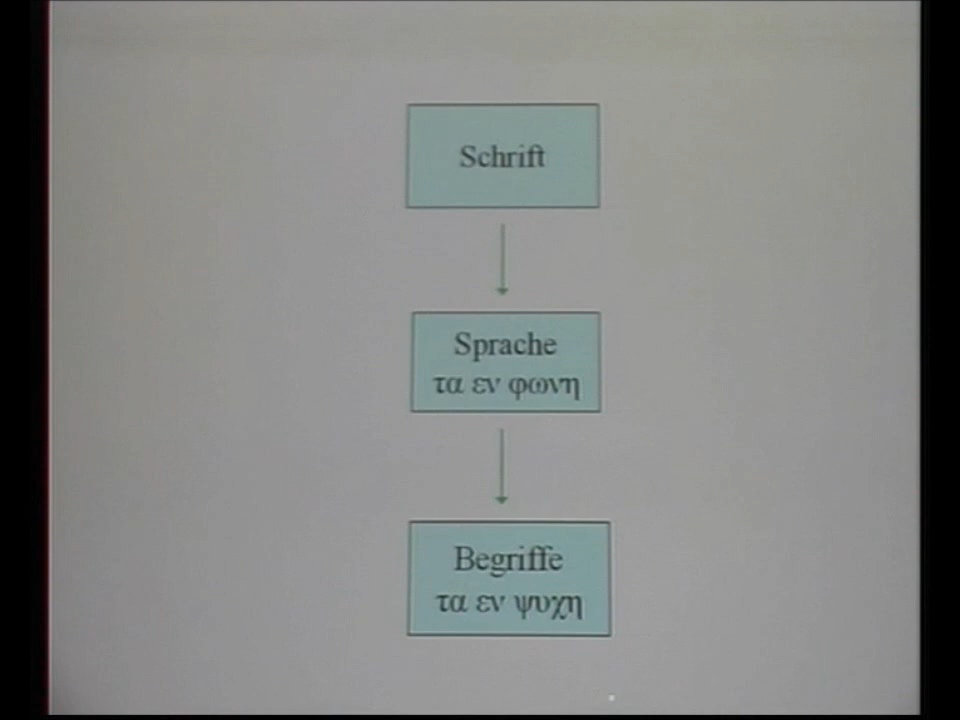 Schrift
Sprache
τα εν φωνη
Begriffe
τα εν ψυχη